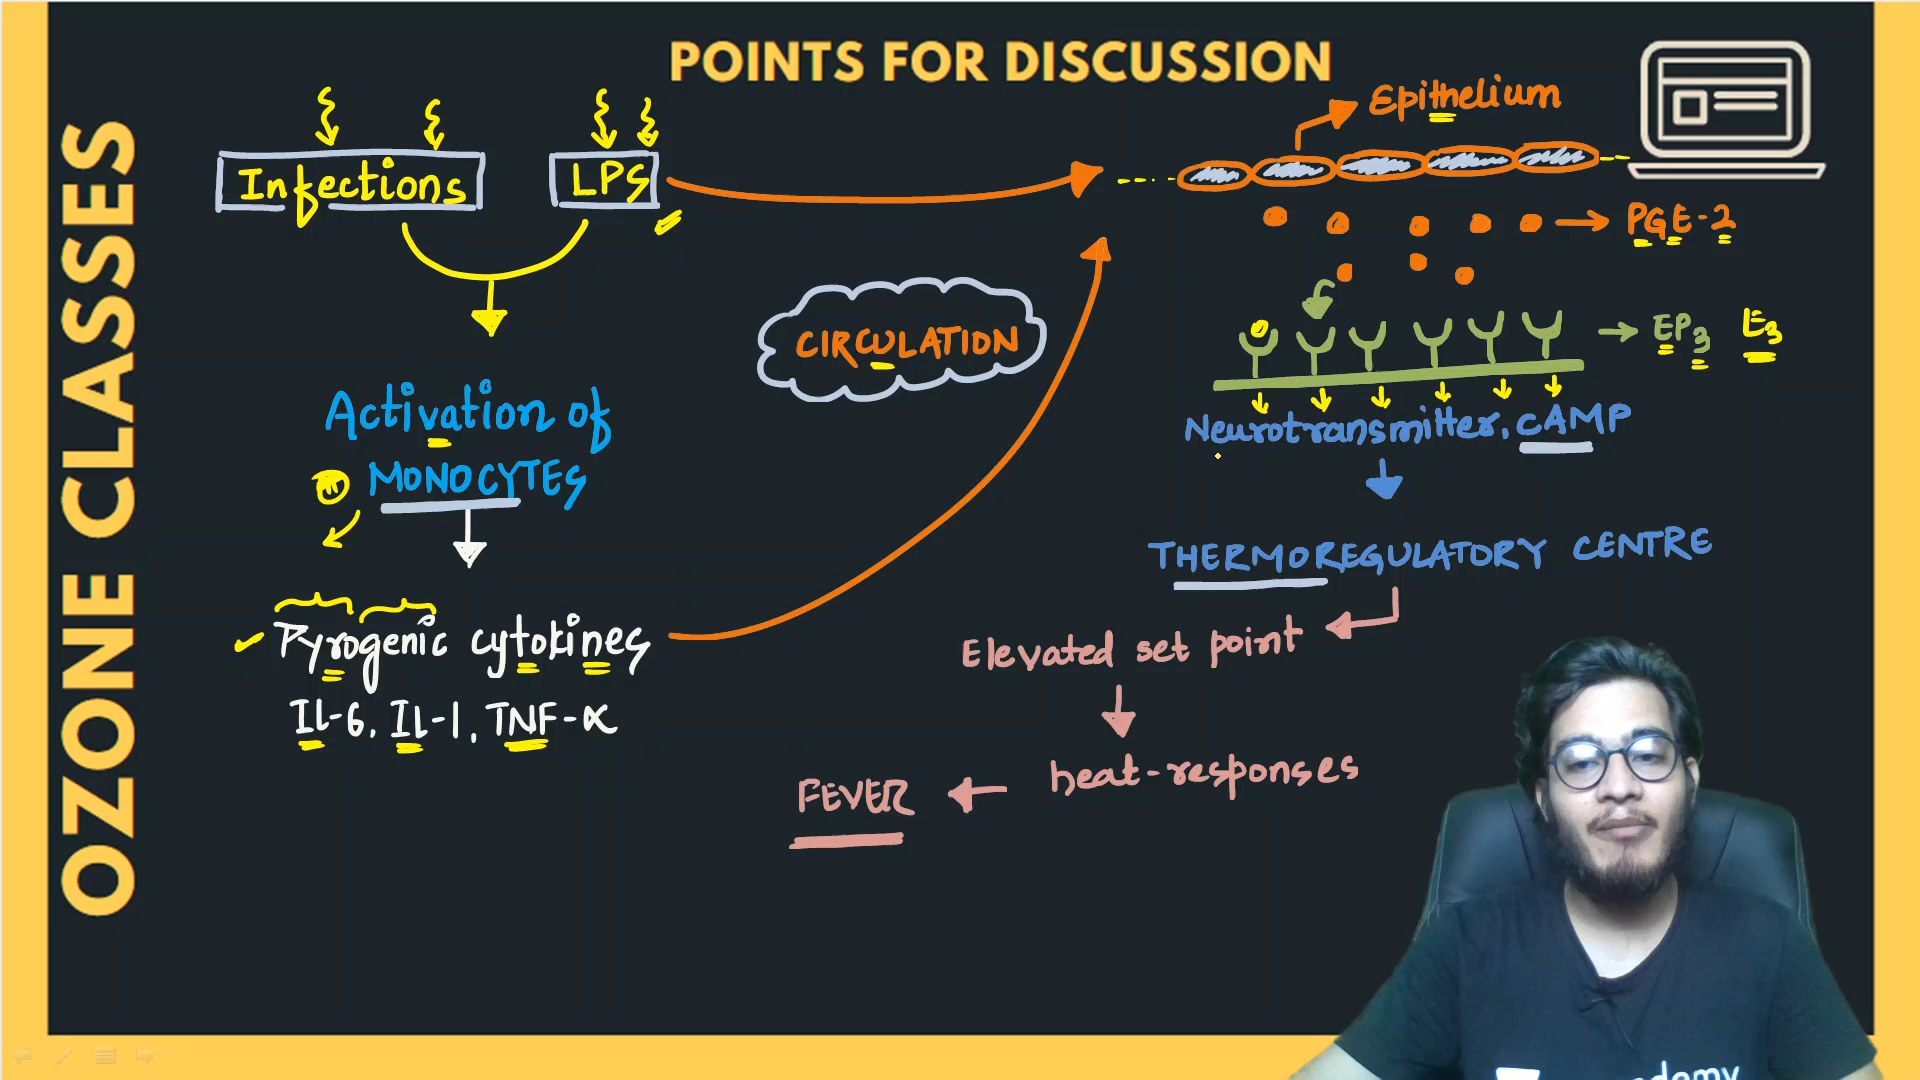 POINTS FOR DISCUSSION
OZONE CLASSES
Infections
LPS
Activation of
MONOCYTES
Pyrogenic cytokines
IL-6, IL-1, TNF-α
CIRCULATION
Epithelium
PGE-2
EP3 E3
Neurotransmitter, cAMP
THERMOREGULATORY CENTRE
Elevated set point
heat-responses
FEVER